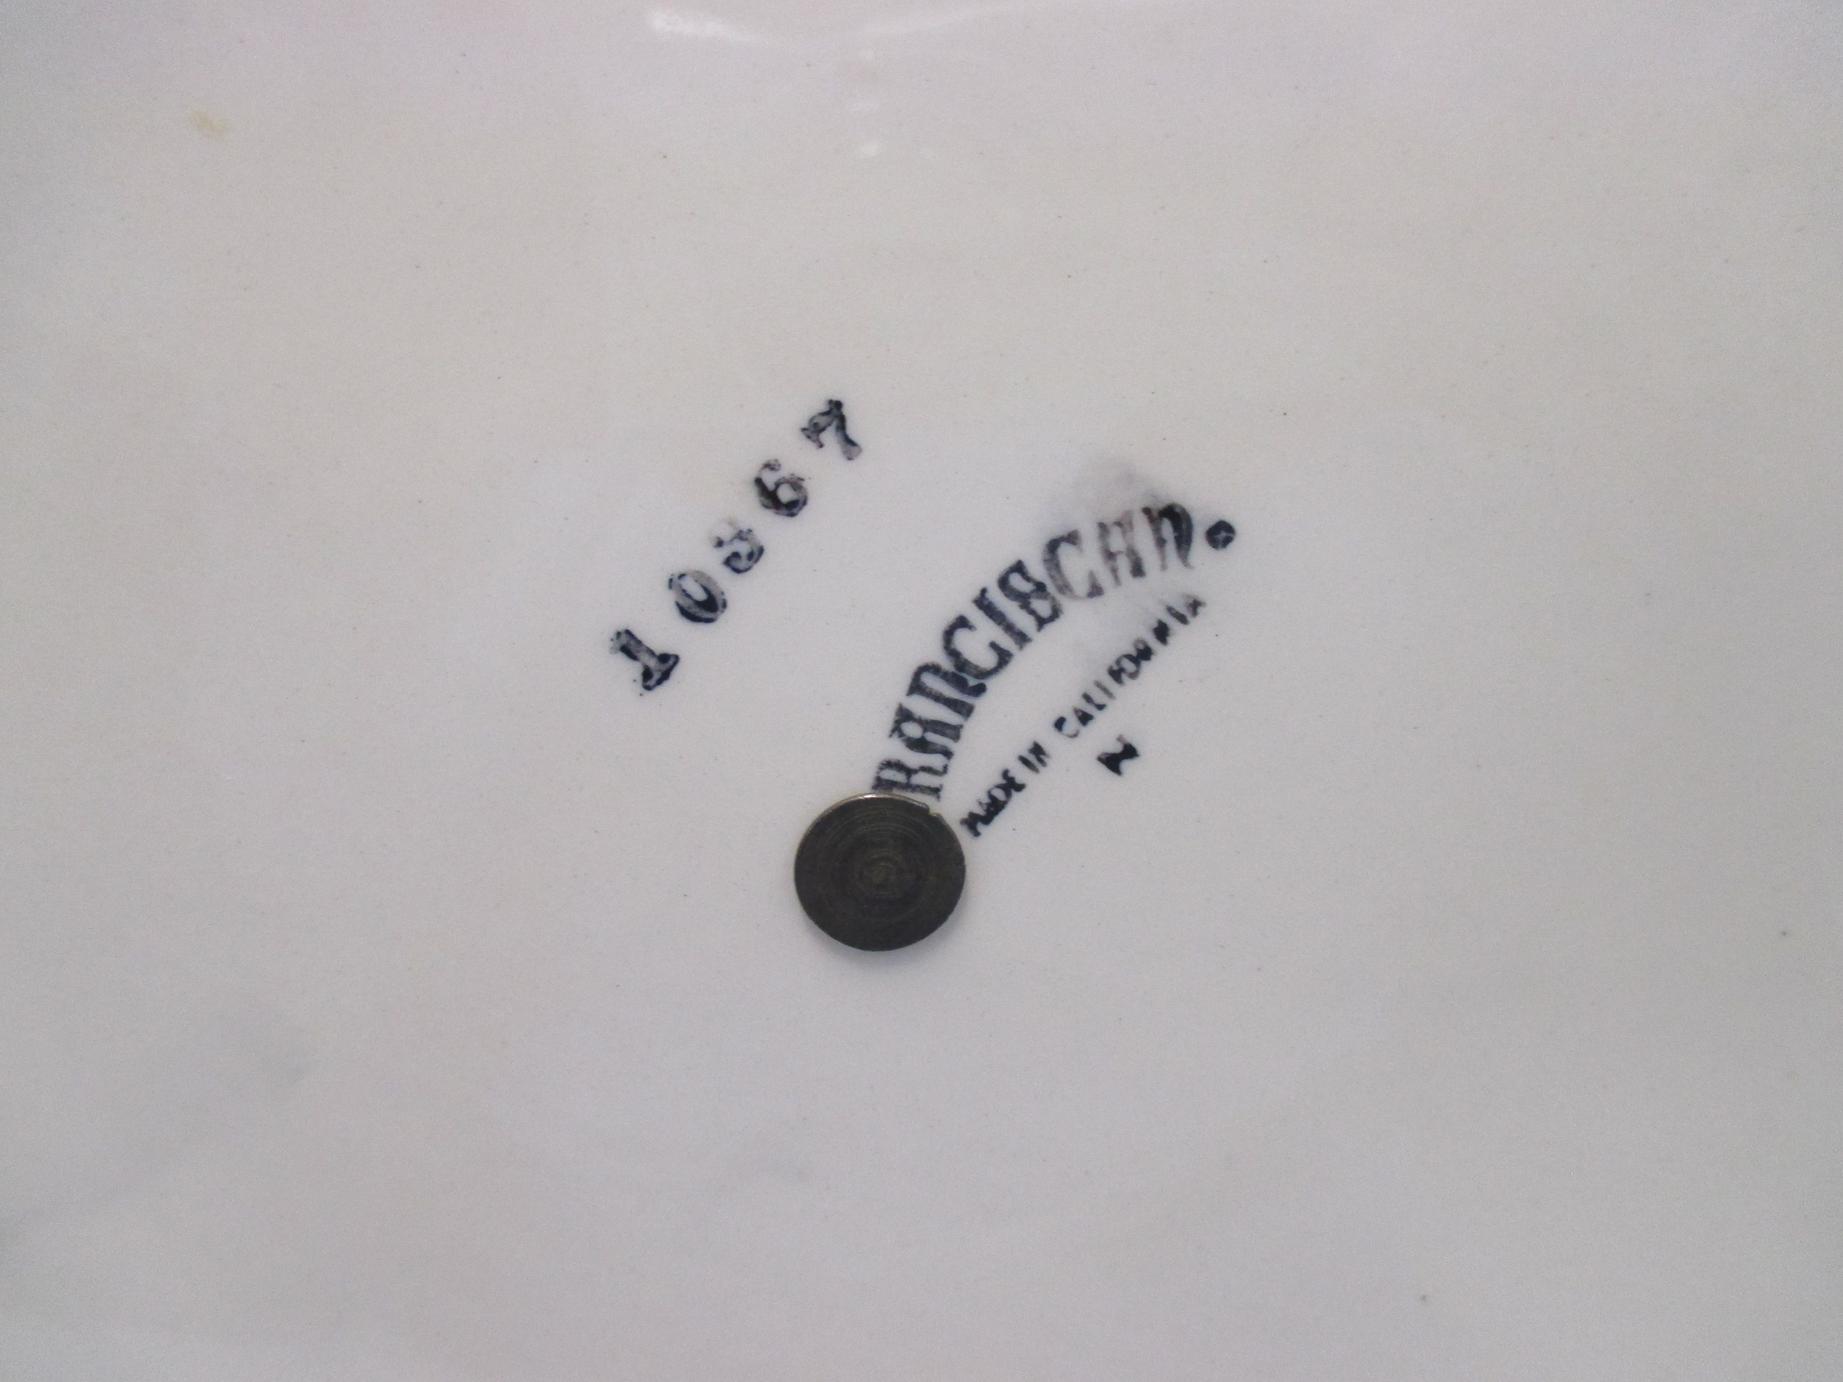 10367
RANCISCAN.
MADE IN CALIFORNIA
N